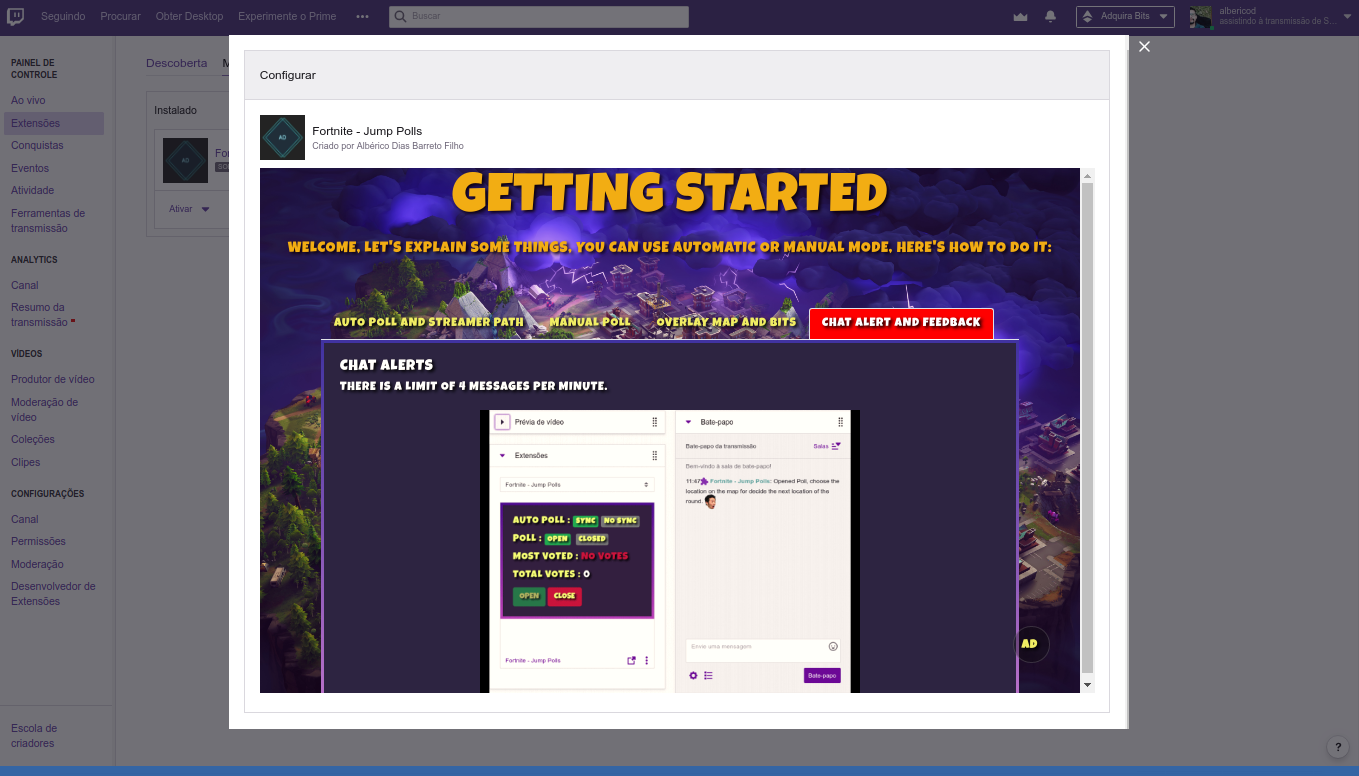 Seguindo
Procurar
Obter Desktop
Experimente o Prime
Buscar
Adquira Bits
albericod
assistindo à transmissão de S...
PAINEL DE
CONTROLE
Ao vivo
Extensões
Conquistas
Eventos
Atividade
Ferramentas de
transmissão
ANALYTICS
Canal
Resumo da
transmissão
VÍDEOS
Produtor de vídeo
Moderação de
vídeo
Coleções
Clipes
CONFIGURAÇÕES
Canal
Permissões
Moderação
Desenvolvedor de
Extensões
Escola de
criadores
Descoberta
M
Instalado
AD
For
Ativar
Configurar
AD
Fortnite - Jump Polls
Criado por Albérico Dias Barreto Filho
GETTING STARTED
WELCOME, LET'S EXPLAIN SOME THINGS, YOU CAN USE AUTOMATIC OR MANUAL MODE, HERE'S HOW TO DO IT:
AUTO POLL AND STREAMER PATH
MANUAL POLL
OVERLAY MAP AND BITS
CHAT ALERT AND FEEDBACK
CHAT ALERTS
THERE IS A LIMIT OF 4 MESSAGES PER MINUTE.
Prévia de vídeo
Extensões
Fortnite - Jump Polls
AUTO POLL : SYNC NO SYNC
POLL : OPEN CLOSED
MOST VOTED : NO VOTES
TOTAL VOTES : 0
OPEN CLOSE
Fortnite - Jump Polls
Bate-papo
Bate-papo da transmissão
Salas
Bem-vindo à sala de bate-papo!
11:47 Fortnite - Jump Polls: Opened Poll, choose the
location on the map for decide the next location of the
round.
Envie uma mensagem
Bate-papo
AD
?